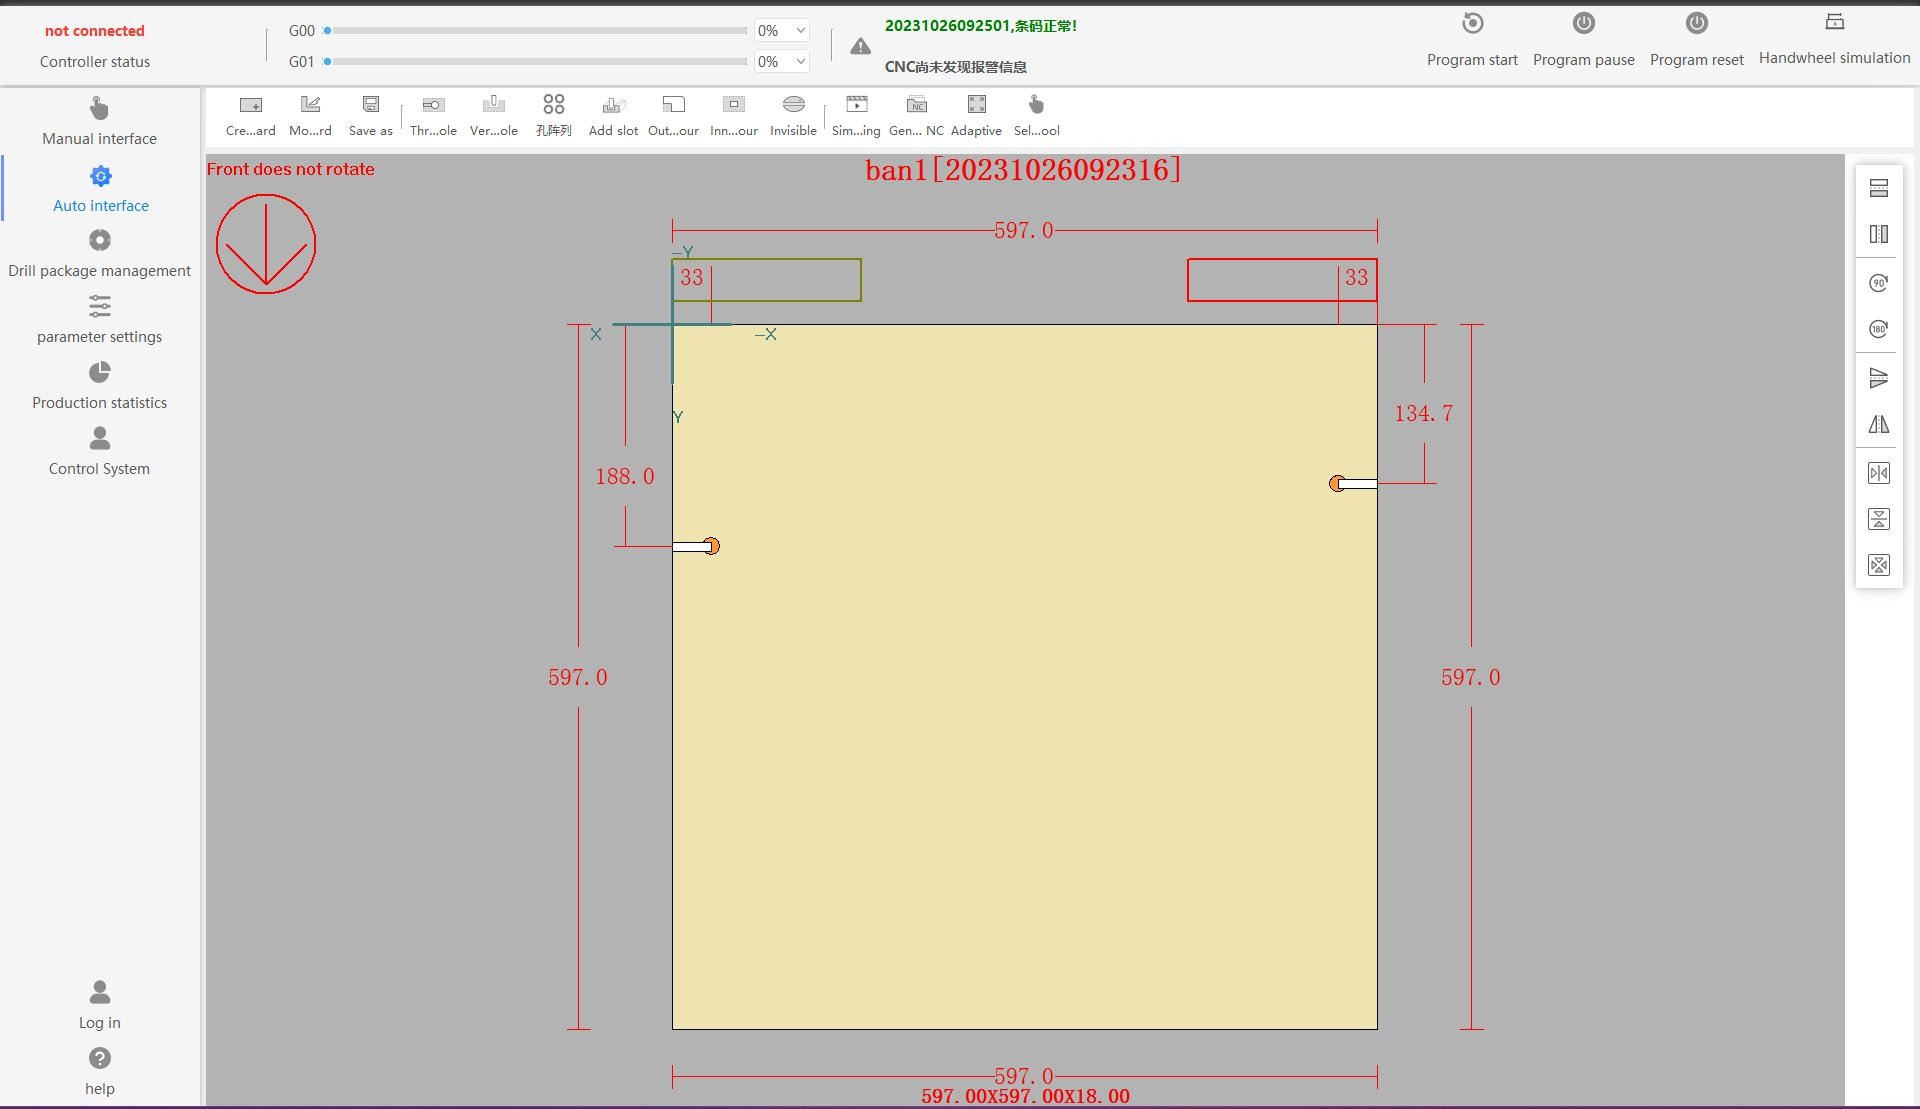 not connected
Controller status
G00
0%
G01
0%
20231026092501,条码正常!
CNC尚未发现报警信息
Program start
Program pause
Program reset
Handwheel simulation
Manual interface
Auto interface
Drill package management
parameter settings
Production statistics
Control System
Log in
help
Cre...ard
Mo...rd
Save as
Thr...ole
Ver...ole
孔阵列
Add slot
Out...our
Inn...our
Invisible
Sim...ing
Gen... NC
Adaptive
Sel...ool
NC
Front does not rotate
ban1[20231026092316]
597.0
-Y
33
33
X
-X
134.7
Y
188.0
597.0
597.0
597.0
597.00X597.00X18.00
90°
180°